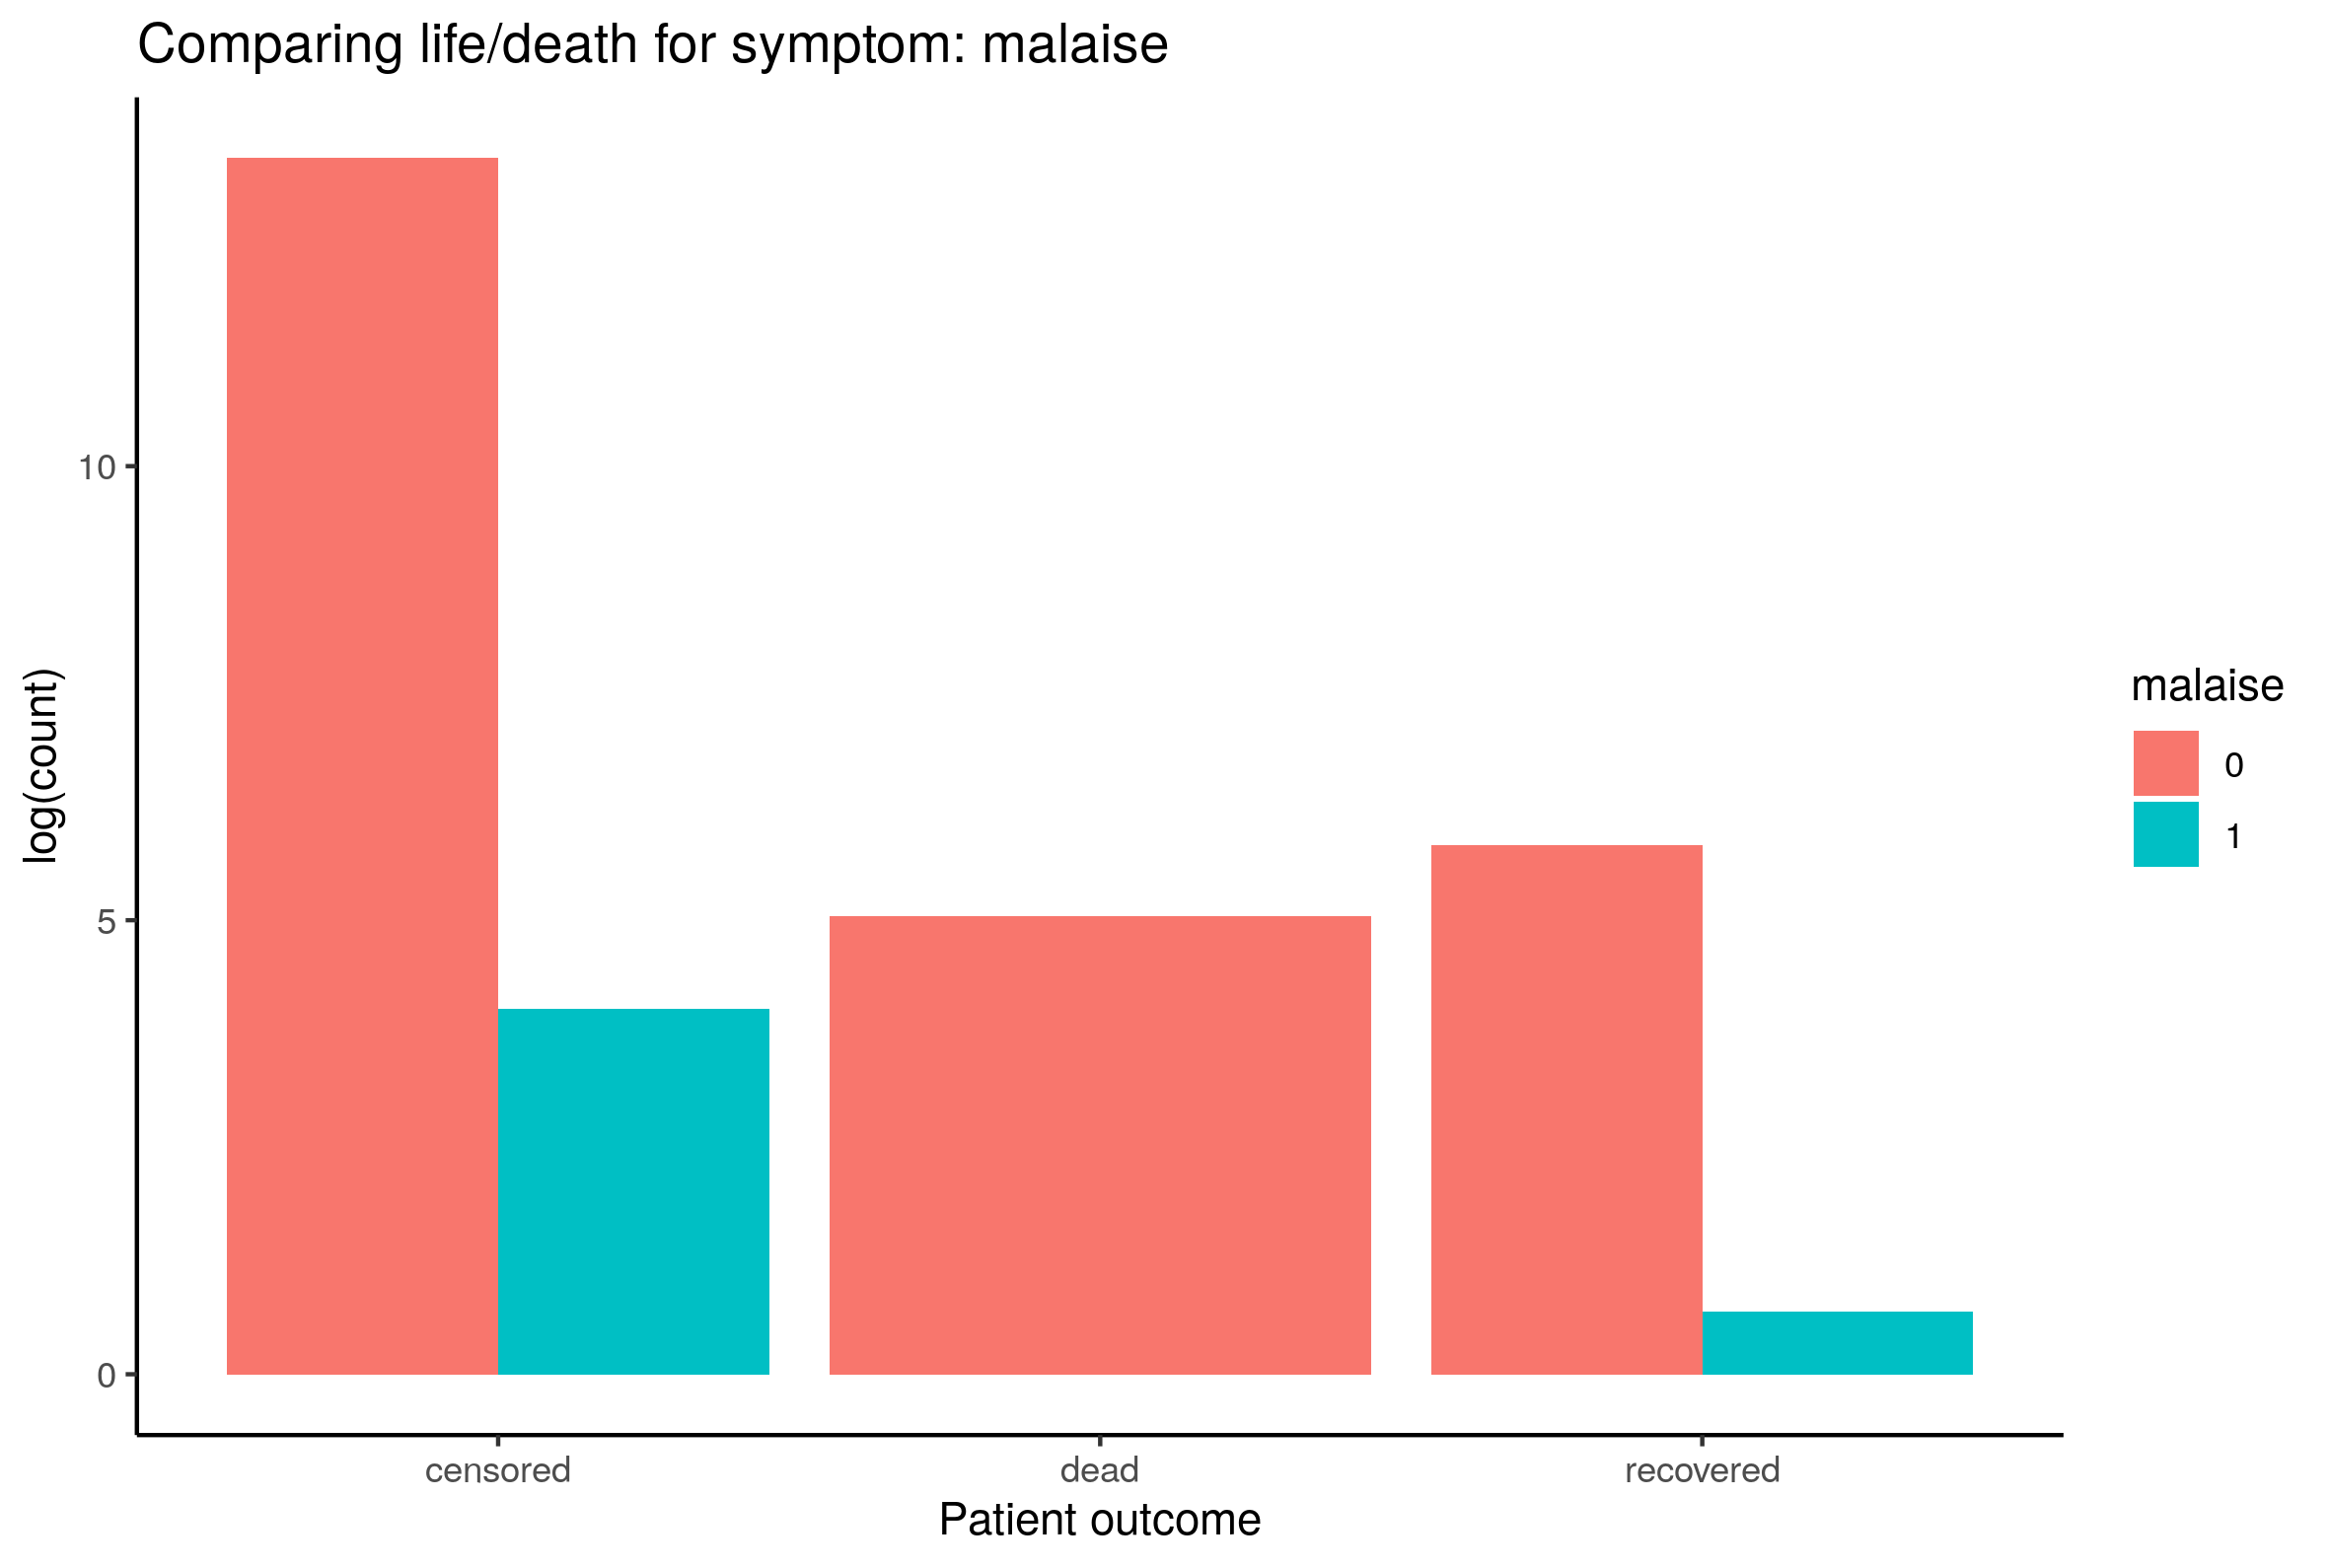 Comparing life/death for symptom: malaise
log(count)
10
5
0
censored
dead
recovered
Patient outcome
malaise
0
1